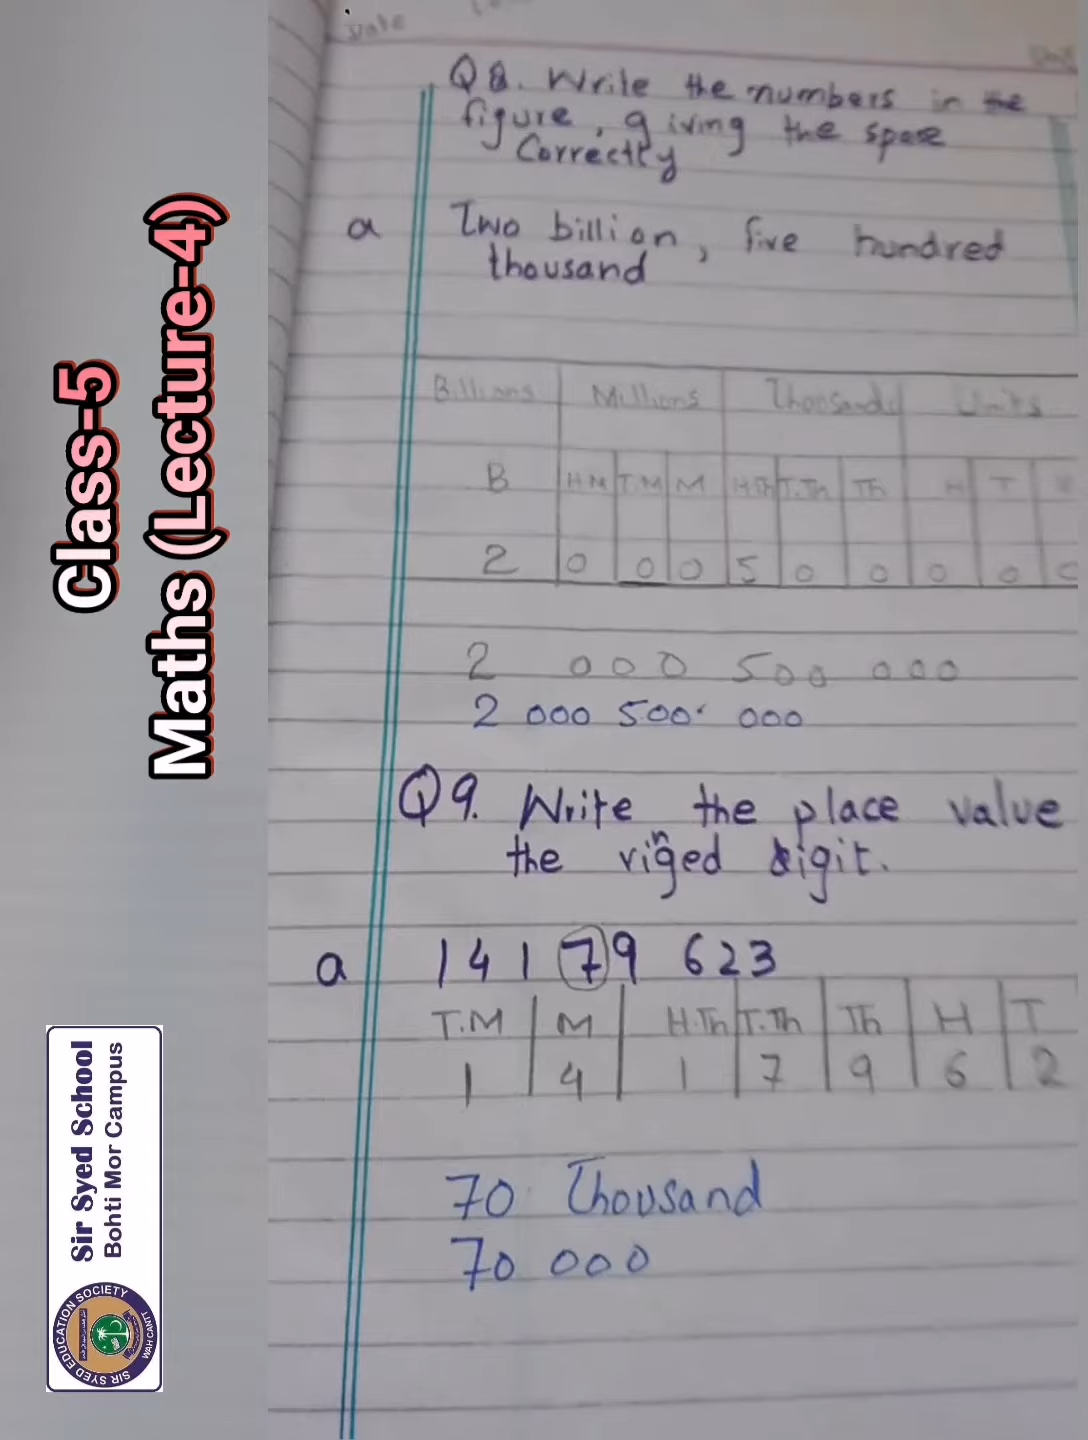 Class-5
Maths (Lecture-4)
Sir Syed School
Bohti Mor Campus
SIR SYED EDUCATION SOCIETY
WAH CANTT
Date
Q 8. Write the numbers in the
figure, giving the space
Correctly
a Two billion, five hundred
thousand
Billions Millions Thousands Units
B H M T.M M H.Th T.Th Th H T
2 0 0 0 5 0 0 0 0 0
2 000 500 000
2 000 500 000
Q 9. Write the place value
the ringed digit.
a 141 79 623
T.M M H.Th T.Th Th H T
1 4 1 7 9 6 2
70 Thousand
70 000